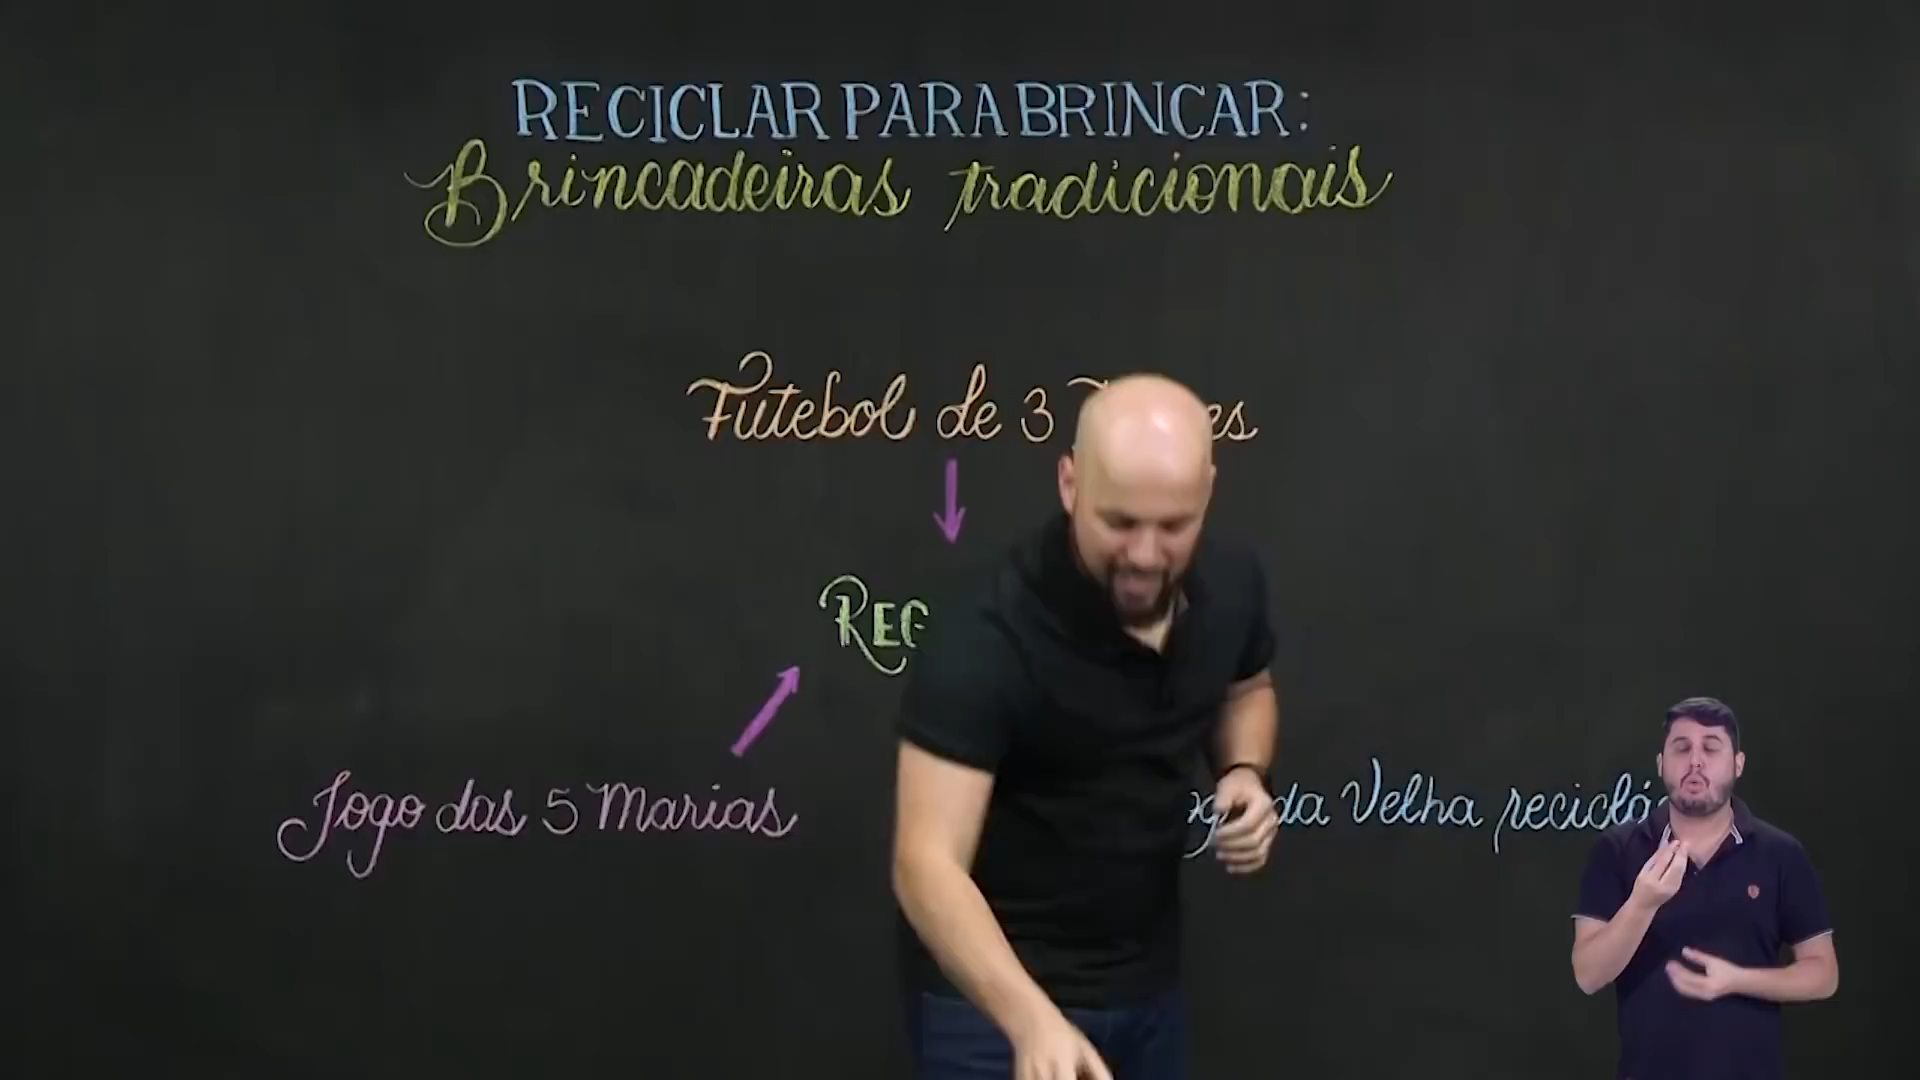 RECICLAR PARA BRINCAR:
Brincadeiras tradicionais
Futebol de 3
Jogo das 5 Marias
da Velha